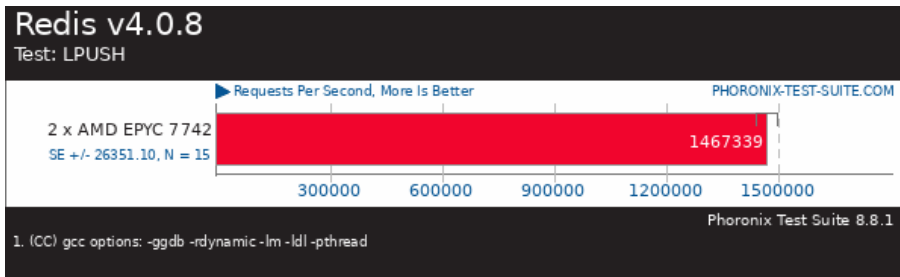 Redis v4.0.8
Test: LPUSH
▶ Requests Per Second, More Is Better PHORONIX-TEST-SUITE.COM
2 x AMD EPYC 7742
SE +/- 26351.10, N = 15
1467339
300000 600000 900000 1200000 1500000
Phoronix Test Suite 8.8.1
1. (CC) gcc options: -ggdb -rdynamic -lm -ldl -pthread